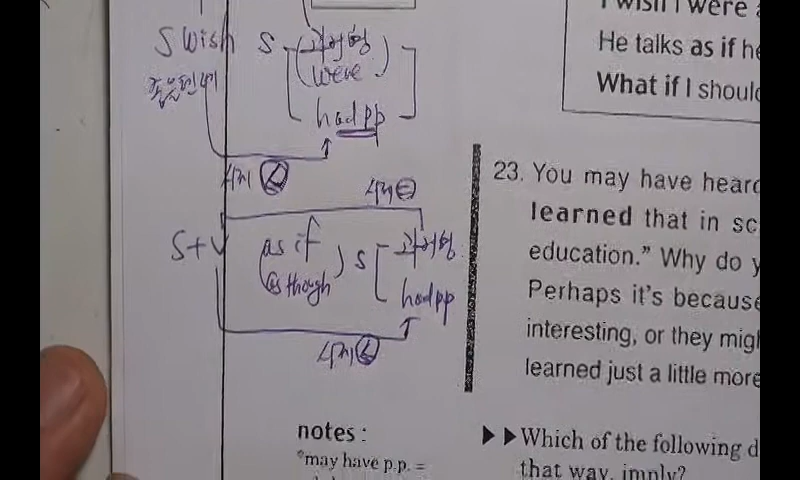 I wish I were
S wish S (과거형
were)
He talks as if he
What if I shoul
had pp
시제
시제
23. You may have hear
learned that in sc
S+V (as if
as though) S 과거형
education.” Why do y
had pp
Perhaps it's because
interesting, or they mig
시제
learned just a little more
notes :
▶▶Which of the following d
*may have p.p. =
that way, imply?